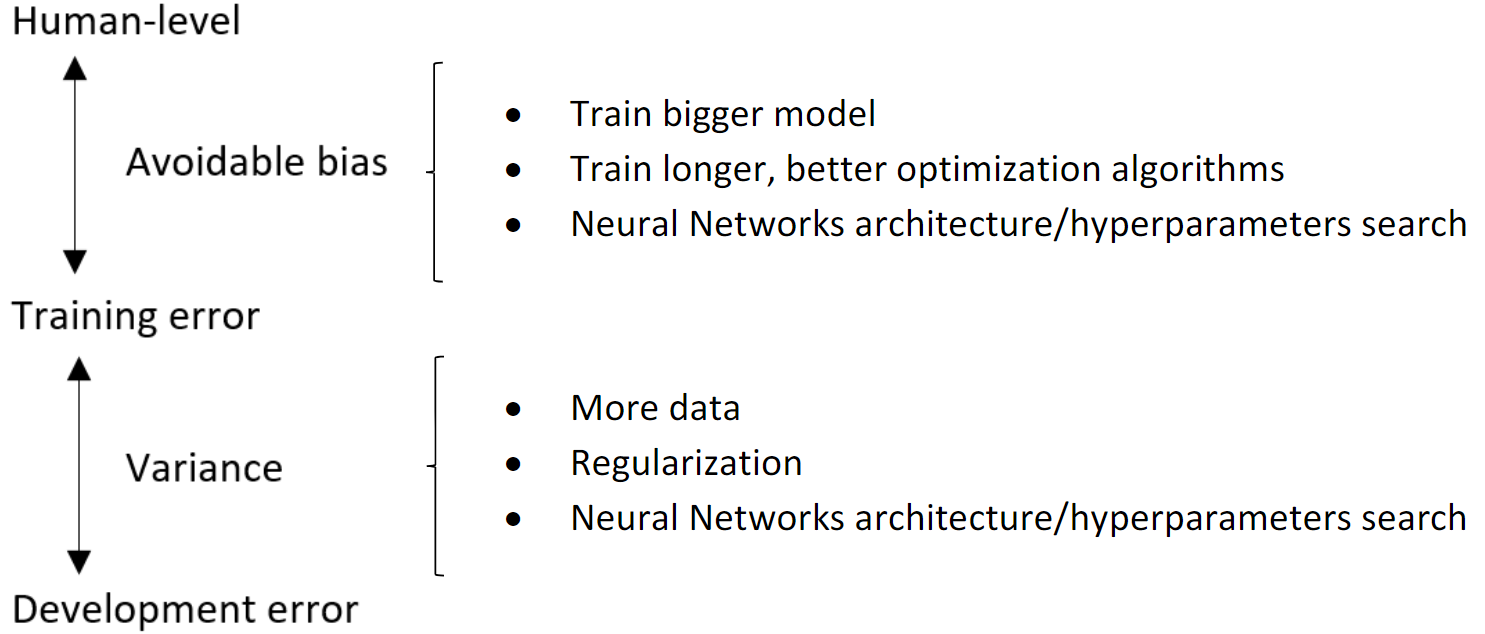 Human-level
Avoidable bias
• Train bigger model
• Train longer, better optimization algorithms
• Neural Networks architecture/hyperparameters search
Training error
Variance
• More data
• Regularization
• Neural Networks architecture/hyperparameters search
Development error